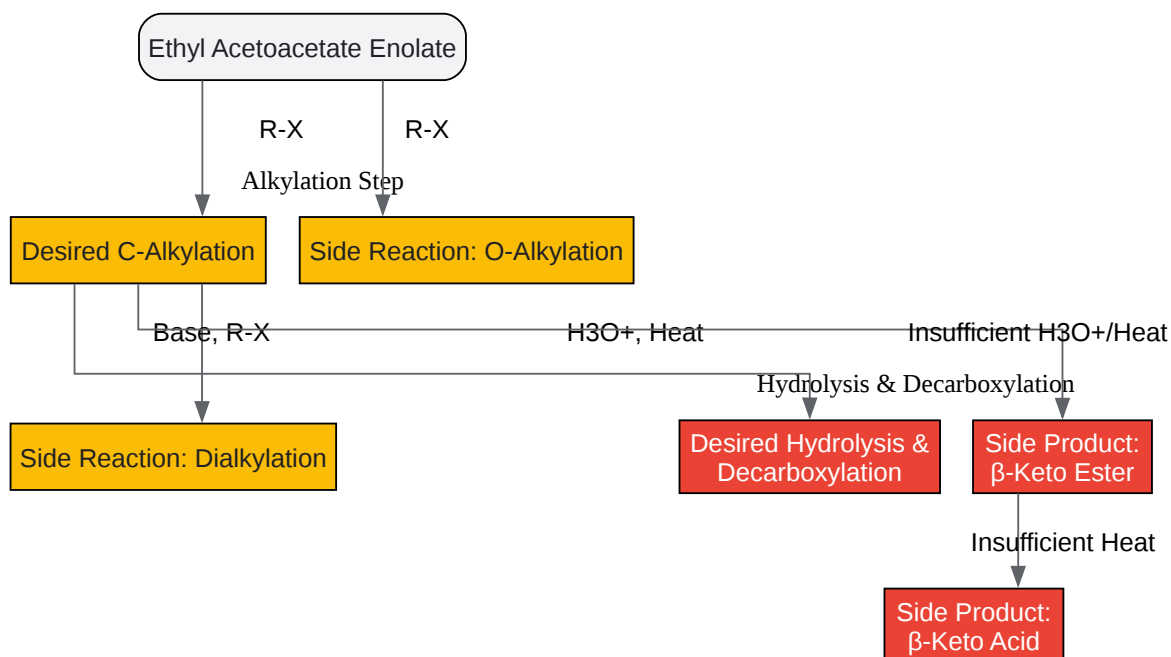 Ethyl Acetoacetate Enolate
R-X
R-X
Alkylation Step
Desired C-Alkylation
Side Reaction: O-Alkylation
Base, R-X
H3O+, Heat
Insufficient H3O+/Heat
Hydrolysis & Decarboxylation
Side Reaction: Dialkylation
Desired Hydrolysis &
Decarboxylation
Side Product:
β-Keto Ester
Insufficient Heat
Side Product:
β-Keto Acid